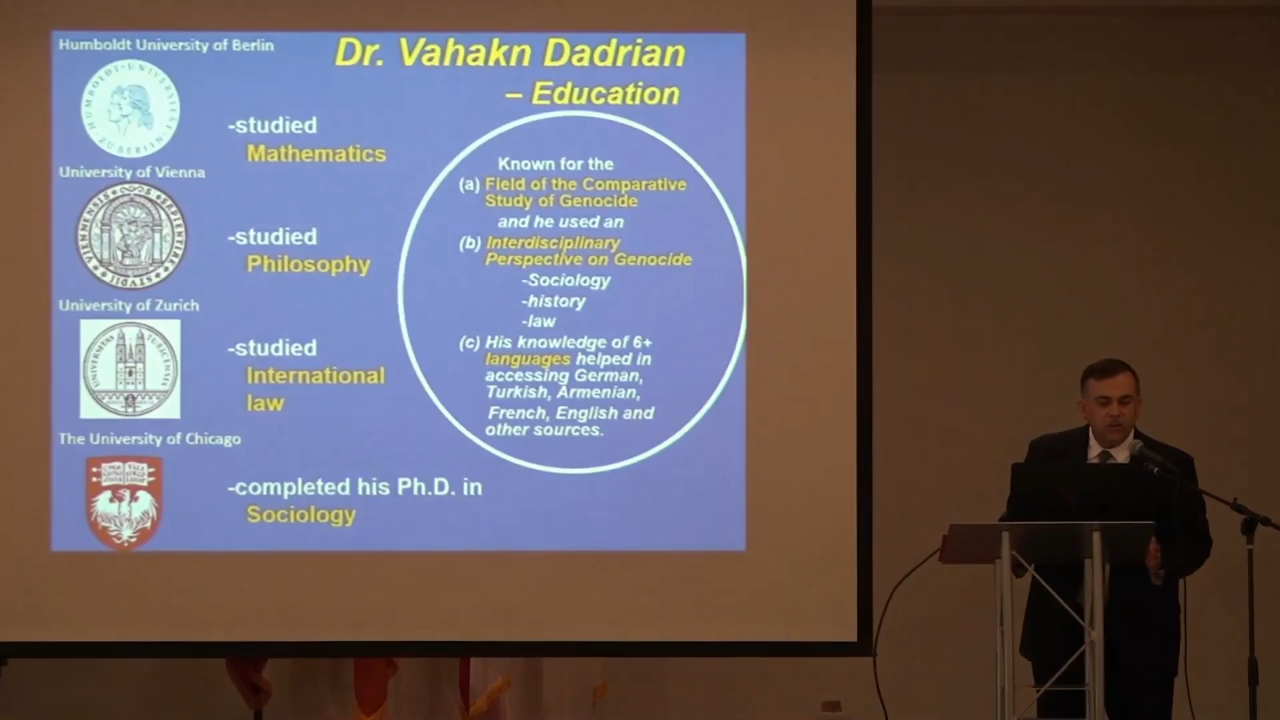 Humboldt University of Berlin
Dr. Vahakn Dadrian
– Education
-studied
Mathematics
University of Vienna
-studied
Philosophy
University of Zurich
-studied
International
law
The University of Chicago
-completed his Ph.D. in
Sociology
Known for the
(a) Field of the Comparative
Study of Genocide
and he used an
(b) Interdisciplinary
Perspective on Genocide
-Sociology
-history
-law
(c) His knowledge of 6+
languages helped in
accessing German,
Turkish, Armenian,
French, English and
other sources.